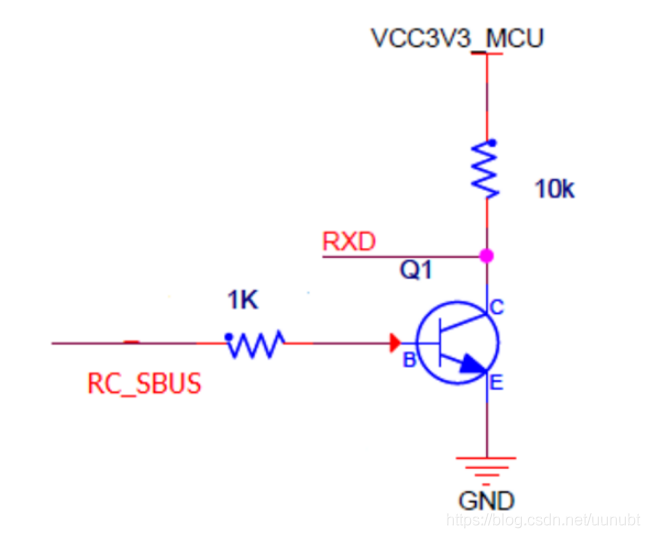 VCC3V3_MCU
10k
RXD
Q1
C
1K
B
RC_SBUS
E
GND
https://blog.csdn.net/uunubt